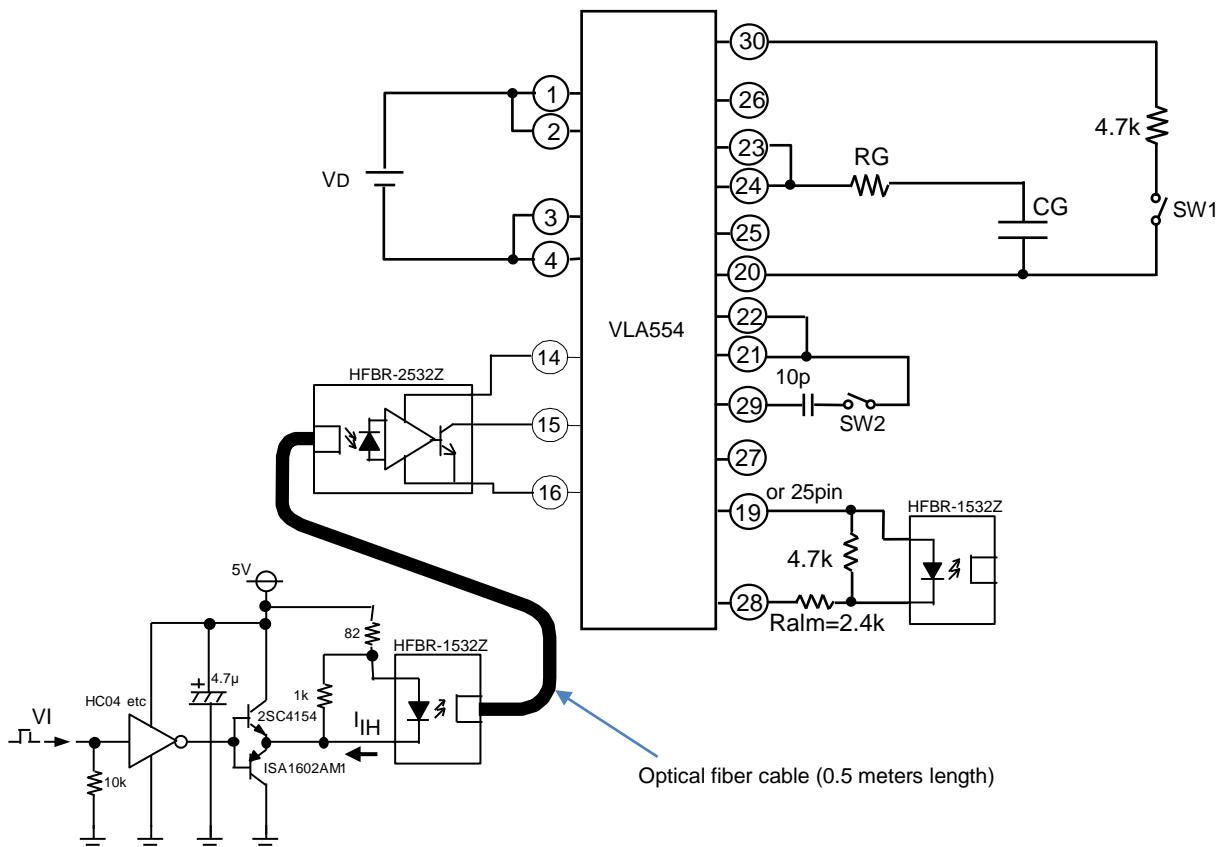 30
1
26
2
4.7k
23
RG
VD
24
CG
SW1
3
25
4
20
22
VLA554
21
14
10p
HFBR-2532Z
29
SW2
15
27
16
or 25pin
19
HFBR-1532Z
4.7k
5V
28
Ralm=2.4k
82
HFBR-1532Z
+ 4.7μ
1k
HC04 etc
2SC4154
VI
IIH
ISA1602AM1
10k
Optical fiber cable (0.5 meters length)